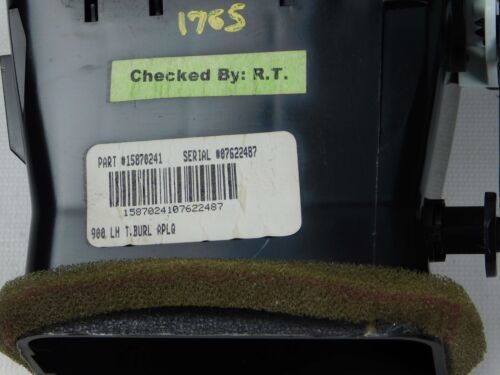 1765
Checked By: R.T.
PART #15870241 SERIAL #07622487
1587024107622487
900 LH T.BURL APLQ